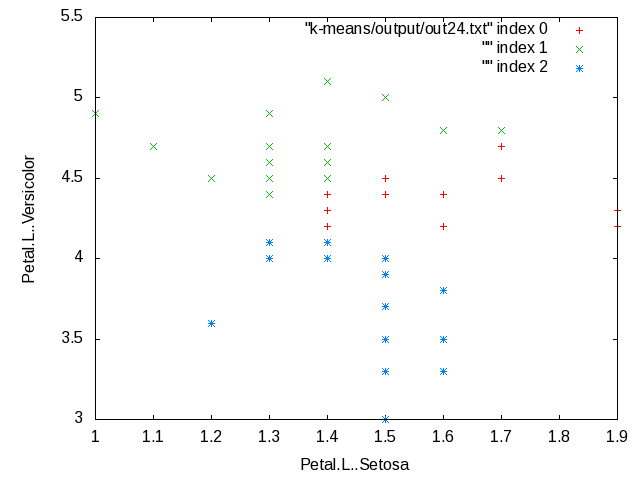 "k-means/output/out24.txt" index 0
"" index 1
"" index 2
5.5
5
4.5
4
3.5
3
Petal.L..Versicolor
1 1.1 1.2 1.3 1.4 1.5 1.6 1.7 1.8 1.9
Petal.L..Setosa